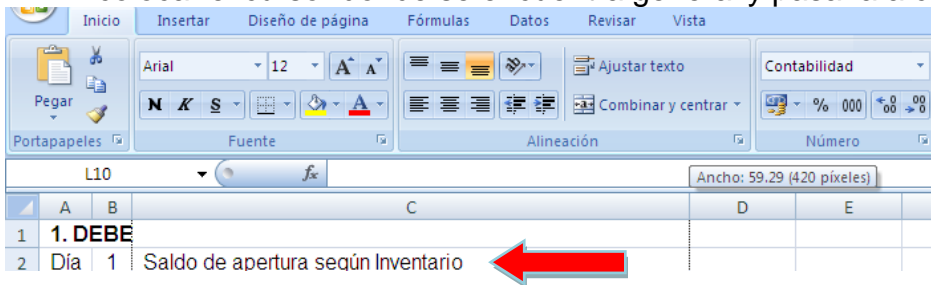 Inicio Insertar Diseño de página Fórmulas Datos Revisar Vista
Arial 12 A A Ajustar texto Contabilidad
Pegar N K S A Combinar y centrar % 000
Portapapeles Fuente Alineación Número
L10 fx Ancho: 59.29 (420 píxeles)
A B C D E
1 1. DEBE
2 Día 1 Saldo de apertura según Inventario